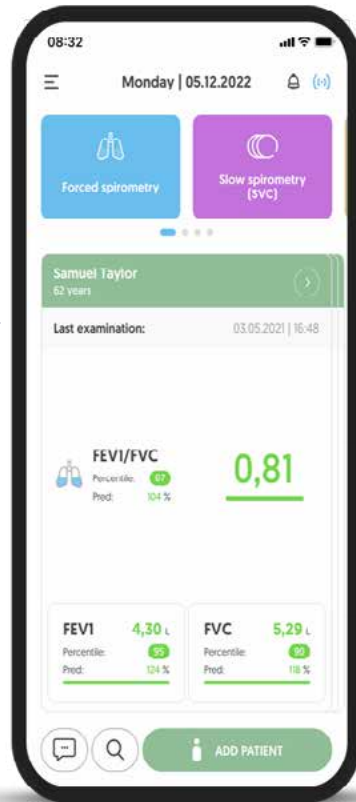 08:32
Monday | 05.12.2022
Forced spirometry
Slow spirometry
(SVC)
Samuel Taylor
62 years
Last examination:
03.05.2021 | 16:48
FEV1/FVC
Percentile: 67
Pred: 104 %
0,81
FEV1 4,30 L
Percentile: 95
Pred: 124 %
FVC 5,29 L
Percentile: 90
Pred: 118 %
ADD PATIENT